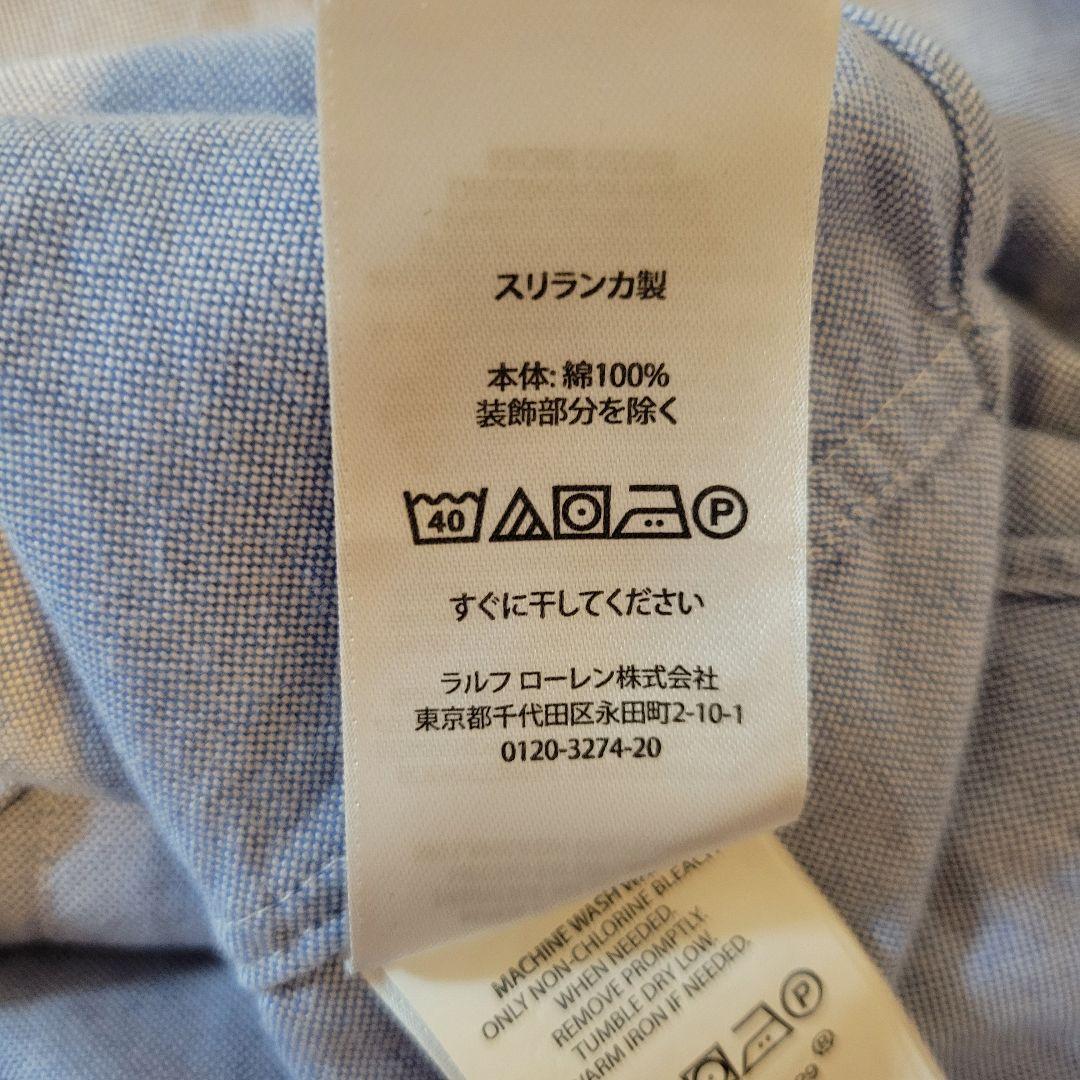 スリランカ製
本体: 綿100%
装飾部分を除く
40 P
すぐに干してください
ラルフ ローレン株式会社
東京都千代田区永田町2-10-1
0120-3274-20
MACHINE WASH
ONLY NON-CHLORINE BLEACH
WHEN NEEDED.
REMOVE PROMPTLY.
TUMBLE DRY LOW.
WARM IRON IF NEEDED.
P